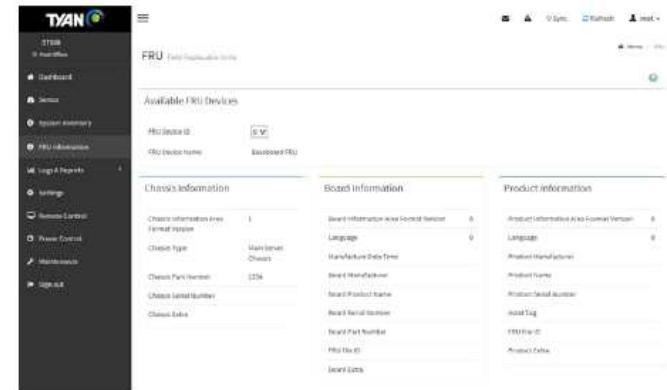 TYAN
Sync
Refresh
root
FRU Field Replaceable Units
Home
Dashboard
Sensor
System Inventory
FRU Information
Logs & Reports
Settings
Remote Control
Power Control
Maintenance
Sign out
Available FRU Devices
FRU Device ID
0
FRU Device Name Baseboard FRU
Chassis Information
Chassis Information Area Format Version 1
Chassis Type Main Server Chassis
Chassis Part Number 1234
Chassis Serial Number
Chassis Extra
Board Information
Board Information Area Format Version 0
Language 0
Manufacture Date Time
Board Manufacturer
Board Product Name
Board Serial Number
Board Part Number
FRU File ID
Board Extra
Product Information
Product Information Area Format Version 0
Language 0
Product Manufacturer
Product Name
Product Serial Number
Asset Tag
FRU File ID
Product Extra